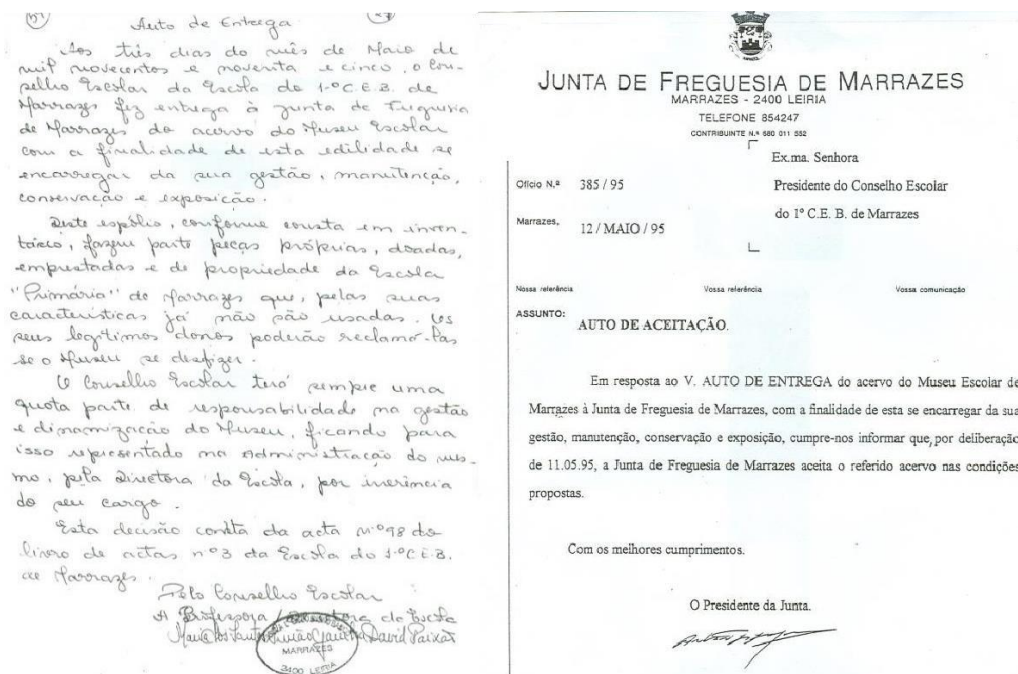 Auto de Entrega
Aos três dias do mês de Maio de
mil novecentos e noventa e cinco, o Con-
selho Escolar da Escola do 1.º C.E.B. de
Marrazes fez entrega à Junta de Freguesia
de Marrazes do acervo do Museu Escolar
com a finalidade de esta edilidade se
encarregar da sua gestão, manutenção,
conservação e exposição.
Deste espólio, conforme consta em inven-
tário, fazem parte peças próprias, doadas,
emprestadas e de propriedade da Escola
"Primária" de Marrazes que, pelas suas
características já não são usadas. Os
seus legítimos donos poderão reclamá-las
se o Museu se desfizer.
O Conselho Escolar terá sempre uma
quota parte de responsabilidade na gestão
e dinamização do Museu, ficando para
isso representado na Administração do mes-
mo, pela Directora da Escola, por inerência
do seu cargo.
Esta decisão consta da acta nº 98 do
livro de actas nº 3 da Escola do 1.º C.E.B.
de Marrazes.
Pelo Conselho Escolar
A Professora Directora da Escola
Maria dos Santos David Paixão
MARRAZES
2400 LEIRIA
JUNTA DE FREGUESIA DE MARRAZES
MARRAZES - 2400 LEIRIA
TELEFONE 854247
CONTRIBUINTE N.º 680 011 552
Ex.ma. Senhora
Presidente do Conselho Escolar
do 1º C.E. B. de Marrazes
Ofício N.º 385 / 95
Marrazes, 12 / MAIO / 95
Nossa referência Vossa referência Vossa comunicação
ASSUNTO: AUTO DE ACEITAÇÃO.
Em resposta ao V. AUTO DE ENTREGA do acervo do Museu Escolar de
Marrazes à Junta de Freguesia de Marrazes, com a finalidade de esta se encarregar da sua
gestão, manutenção, conservação e exposição, cumpre-nos informar que, por deliberação
de 11.05.95, a Junta de Freguesia de Marrazes aceita o referido acervo nas condições
propostas.
Com os melhores cumprimentos.
O Presidente da Junta.